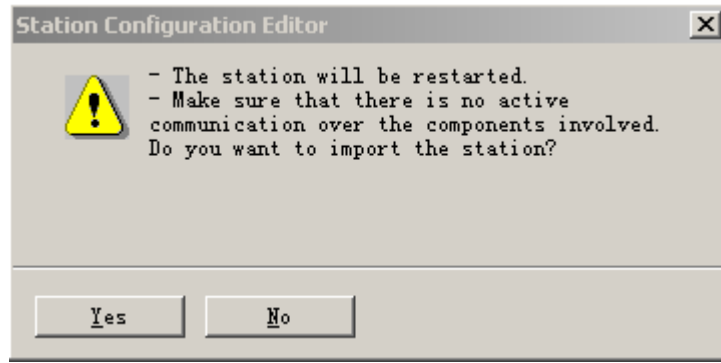 Station Configuration Editor
- The station will be restarted.
- Make sure that there is no active
communication over the components involved.
Do you want to import the station?
Yes
No